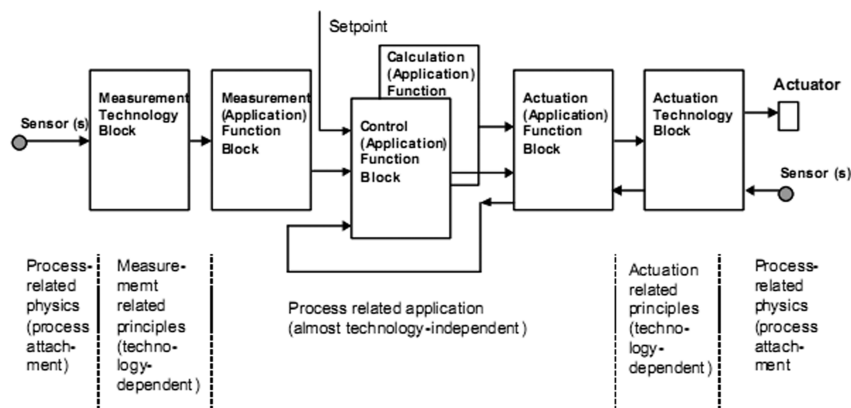 Setpoint
Sensor (s)
Measurement
Technology
Block
Measurement
(Application)
Function
Block
Calculation
(Application)
Function
Control
(Application)
Function
Block
Actuation
(Application)
Function
Block
Actuation
Technology
Block
Actuator
Sensor (s)
Process-
related
physics
(process
attach-
ment)
Measure-
memt
related
principles
(techno-
logy-
dependent)
Process related application
(almost technology-independent)
Actuation
related
principles
(techno-
logy-
dependent)
Process-
related
physics
(process
attach-
ment